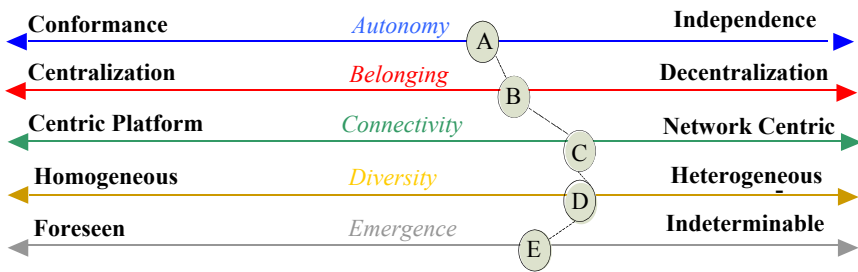 Conformance Autonomy Independence
A
Centralization Belonging Decentralization
B
Centric Platform Connectivity Network Centric
C
Homogeneous Diversity Heterogeneous
D
Foreseen Emergence Indeterminable
E